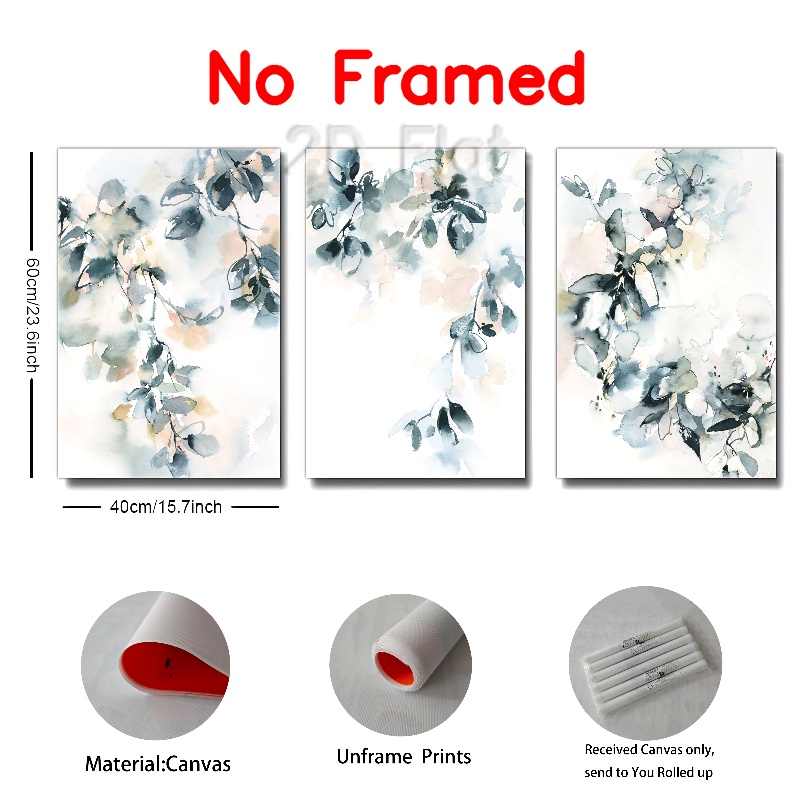 No Framed
2D Flat
60cm/23.6inch
40cm/15.7inch
Material:Canvas
Unframe Prints
Received Canvas only,
send to You Rolled up